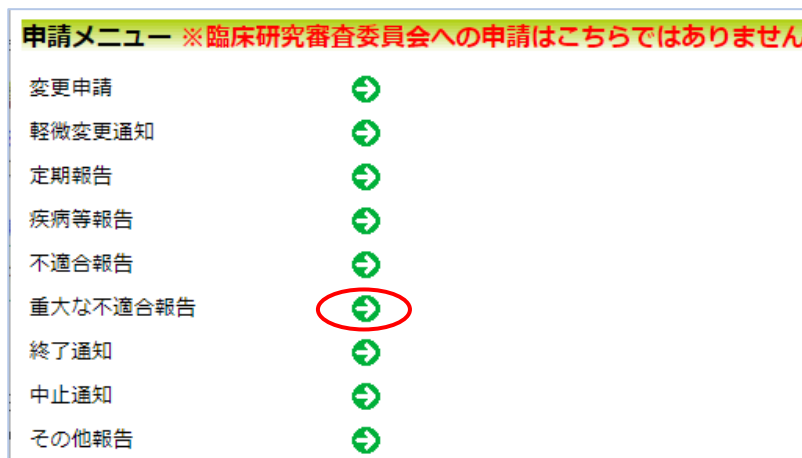 申請メニュー ※臨床研究審査委員会への申請はこちらではありません
変更申請
軽微変更通知
定期報告
疾病等報告
不適合報告
重大な不適合報告
終了通知
中止通知
その他報告